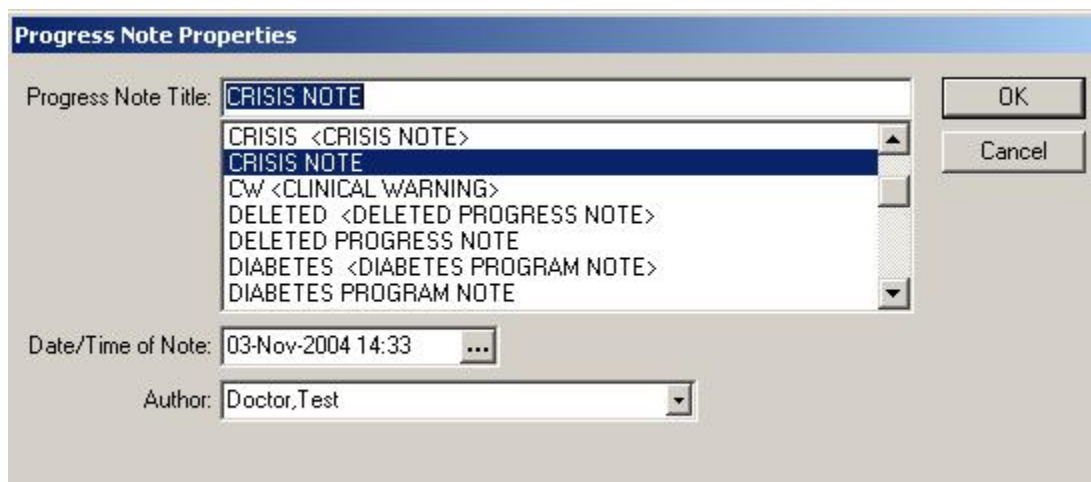 Progress Note Properties
Progress Note Title: CRISIS NOTE
OK
CRISIS <CRISIS NOTE>
Cancel
CRISIS NOTE
CW <CLINICAL WARNING>
DELETED <DELETED PROGRESS NOTE>
DELETED PROGRESS NOTE
DIABETES <DIABETES PROGRAM NOTE>
DIABETES PROGRAM NOTE
Date/Time of Note: 03-Nov-2004 14:33 ...
Author: Doctor,Test